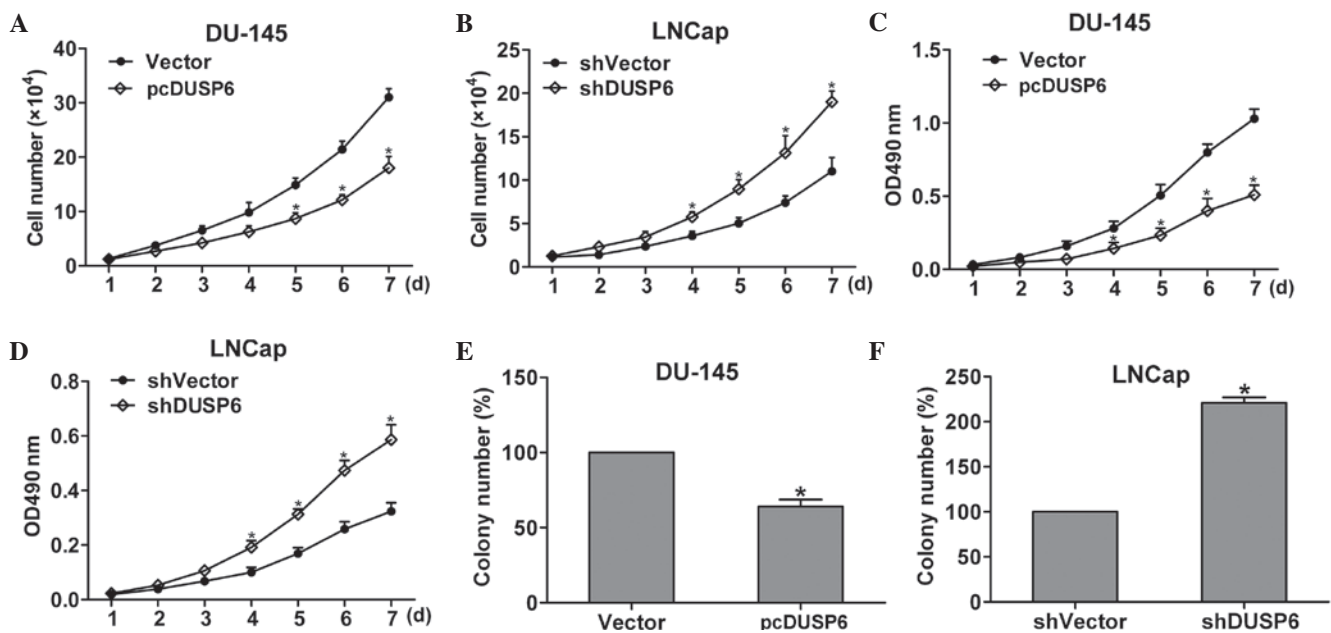 A
DU-145
Vector
pcDUSP6
Cell number (×10⁴)
40
30
20
10
0
1 2 3 4 5 6 7 (d)
* * *
B
LNCap
shVector
shDUSP6
Cell number (×10⁴)
25
20
15
10
5
0
1 2 3 4 5 6 7 (d)
* * * *
C
DU-145
Vector
pcDUSP6
OD490 nm
1.5
1.0
0.5
0.0
1 2 3 4 5 6 7 (d)
* * * *
D
LNCap
shVector
shDUSP6
OD490 nm
0.8
0.6
0.4
0.2
0.0
1 2 3 4 5 6 7 (d)
* * * *
E
DU-145
Colony number (%)
150
100
50
0
*
Vector pcDUSP6
F
LNCap
Colony number (%)
250
200
150
100
50
0
*
shVector shDUSP6